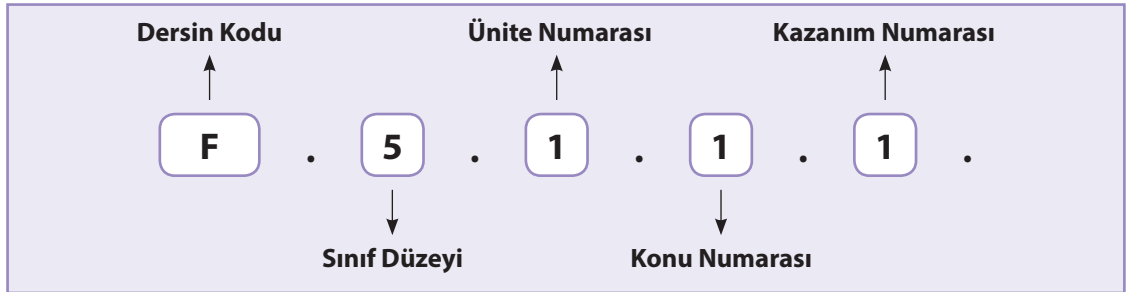 Dersin Kodu Ünite Numarası Kazanım Numarası
F . 5 . 1 . 1 . 1 .
Sınıf Düzeyi Konu Numarası